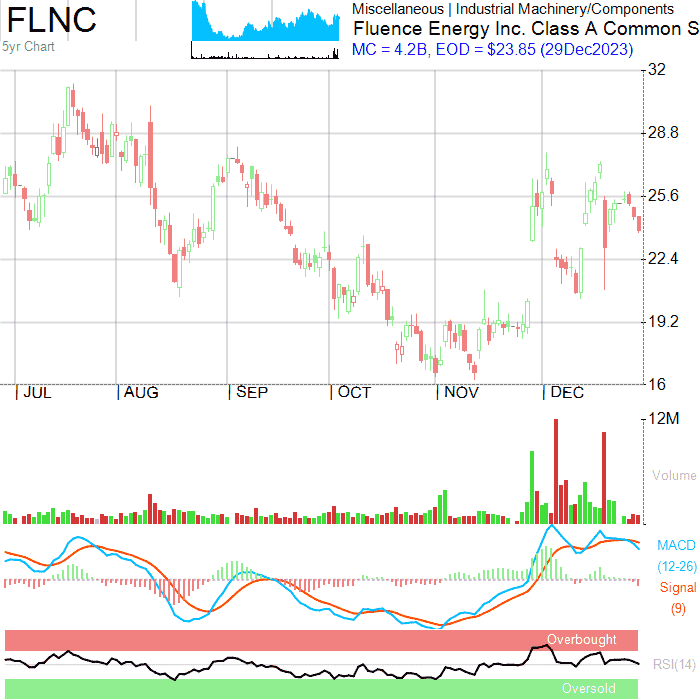 FLNC
5yr Chart
Miscellaneous | Industrial Machinery/Components
Fluence Energy Inc. Class A Common S
MC = 4.2B, EOD = $23.85 (29Dec2023)
32
28.8
25.6
22.4
19.2
16
| JUL | AUG | SEP | OCT | NOV | DEC
12M
Volume
MACD
(12-26)
Signal
(9)
Overbought
RSI(14)
Oversold